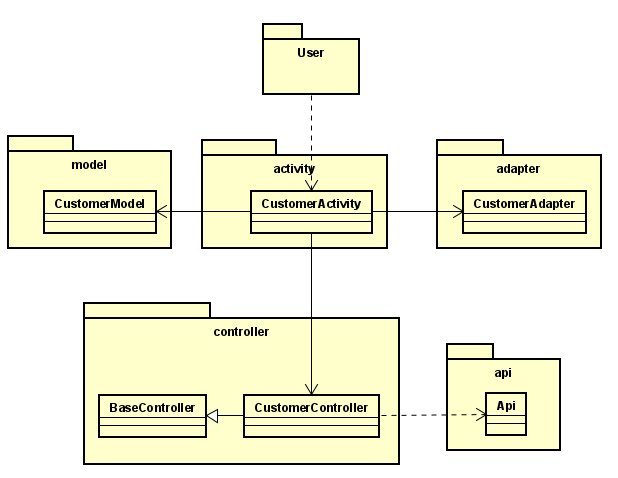 User
model
activity
adapter
CustomerModel
CustomerActivity
CustomerAdapter
controller
api
BaseController
CustomerController
Api